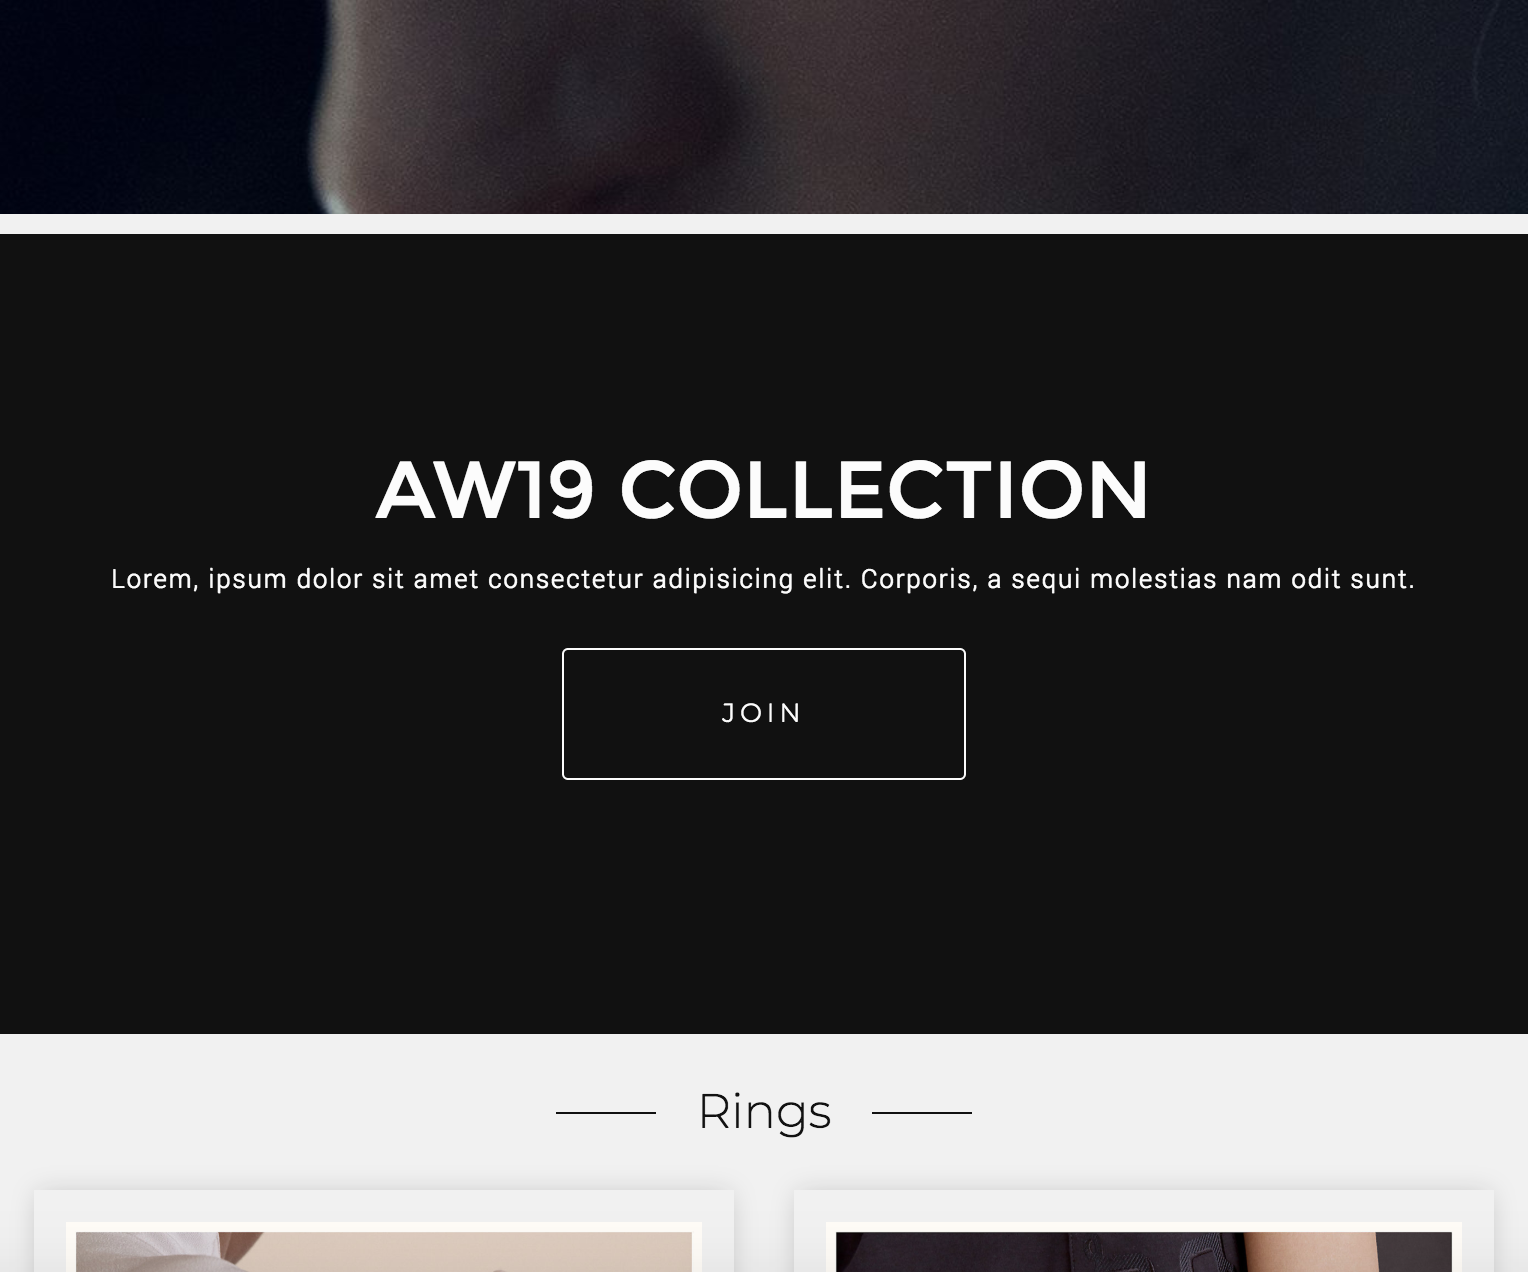 AW19 COLLECTION
Lorem, ipsum dolor sit amet consectetur adipisicing elit. Corporis, a sequi molestias nam odit sunt.
JOIN
Rings